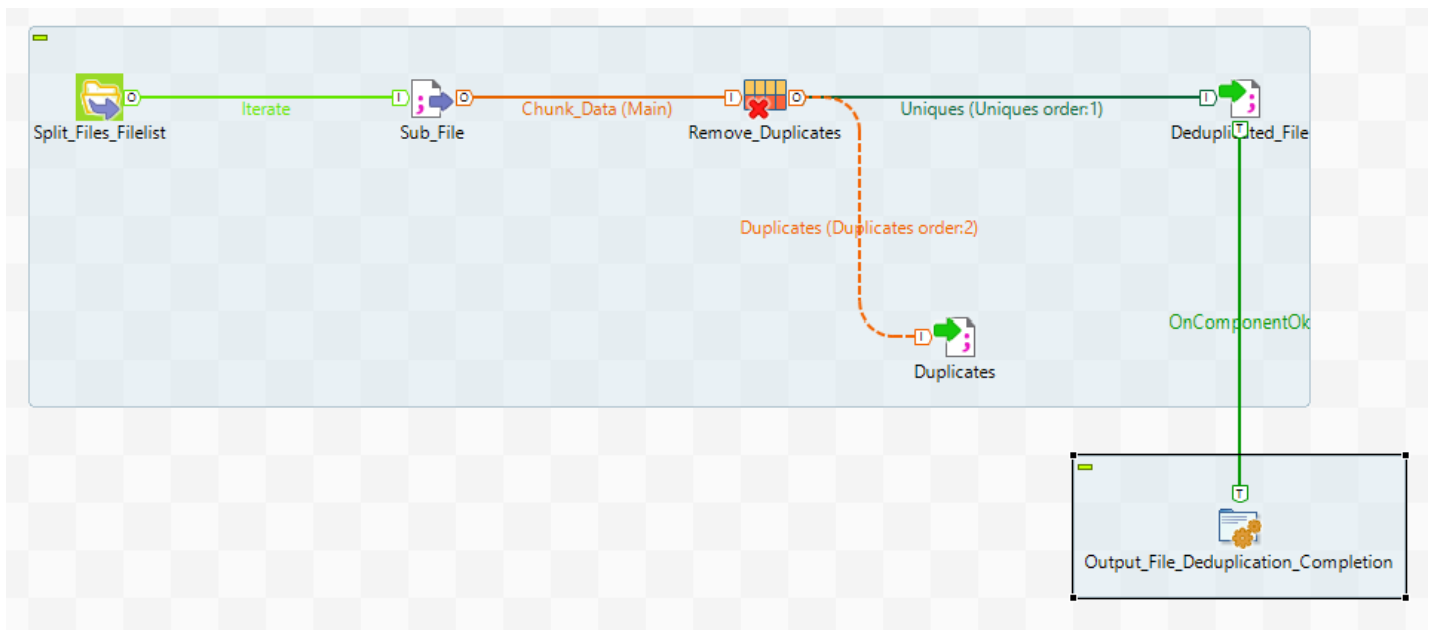 O
Iterate
I
O
Chunk_Data (Main)
I
O
Uniques (Uniques order:1)
I
Split_Files_Filelist
Sub_File
Remove_Duplicates
Deduplicated_File
T
Duplicates (Duplicates order:2)
OnComponentOk
I
Duplicates
T
Output_File_Deduplication_Completion